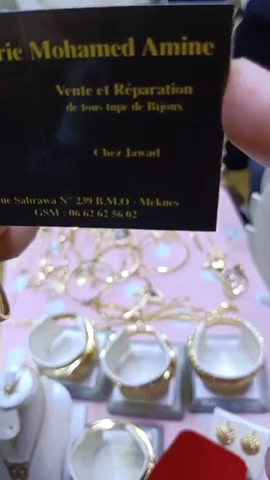 rie Mohamed Amine
Vente et Réparation
de tous type de Bijoux
Chez Jawad
ue Sahrawa N° 239 B.M.O - Meknes
GSM : 06 62 62 56 02